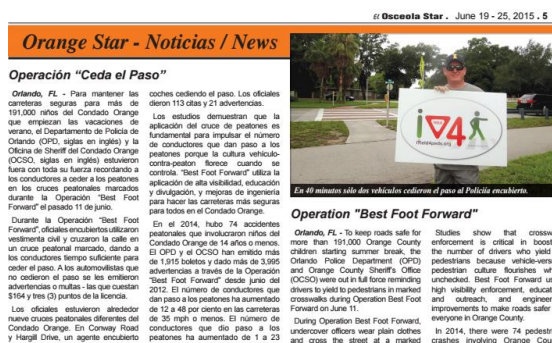 El Osceola Star . June 19 - 25, 2015 . 5
Orange Star - Noticias / News
Operación “Ceda el Paso”
Orlando, FL - Para mantener las
carreteras seguras para más de
191,000 niños del Condado Orange
que empiezan las vacaciones de
verano, el Departamento de Policía de
Orlando (OPD, siglas en inglés) y la
Oficina de Sheriff del Condado Orange
(OCSO, siglas en inglés) estuvieron
fuera con toda su fuerza recordando a
los conductores a ceder a los peatones
en los cruces peatonales marcados
durante la Operación “Best Foot
Forward” el pasado 11 de junio.
Durante la Operación “Best Foot
Forward”, oficiales encubiertos utilizaron
vestimenta civil y cruzaron la calle en
un cruce peatonal marcado, dando a
los conductores tiempo suficiente para
ceder el paso. A los automovilistas que
no cedieron el paso se les emitieron
advertencias o multas - las que cuestan
$164 y tres (3) puntos de la licencia.
Los oficiales estuvieron alrededor
nueve cruces peatonales diferentes del
Condado Orange. En Conway Road
y Hargill Drive, un agente encubierto
coches cediendo el paso. Los oficiales
dieron 113 citas y 21 advertencias.
Los estudios demuestran que la
aplicación del cruce de peatones es
fundamental para impulsar el número
de conductores que dan paso a los
peatones porque la cultura vehículo-
contra-peatón florece cuando se
controla. “Best Foot Forward” utiliza la
aplicación de alta visibilidad, educación
y divulgación, y mejoras de ingeniería
para hacer las carreteras más seguras
para todos en el Condado Orange.
En el 2014, hubo 74 accidentes
peatonales que involucraron niños del
Condado Orange de 14 años o menos.
El OPD y el OCSO han emitido más
de 1,915 boletos y dado más de 3,995
advertencias a través de la Operación
“Best Foot Forward” desde junio del
2012. El número de conductores que
dan paso a los peatones ha aumentado
de 12 a 48 por ciento en las carreteras
de 35 mph o menos. El número de
conductores que dio paso a los
peatones ha aumentado de 1 a 23
i 4
En 40 minutos sólo dos vehículos cedieron el paso al Policía encubierto.
Operation "Best Foot Forward"
Orlando, FL - To keep roads safe for
more than 191,000 Orange County
children starting summer break, the
Orlando Police Department (OPD)
and Orange County Sheriff's Office
(OCSO) were out in full force reminding
drivers to yield to pedestrians in marked
crosswalks during Operation Best Foot
Forward on June 11.
During Operation Best Foot Forward,
undercover officers wear plain clothes
and cross the street at a marked
Studies show that crossw
enforcement is critical in boost
the number of drivers who yield
pedestrians because vehicle-vers
pedestrian culture flourishes wh
unchecked. Best Foot Forward us
high visibility enforcement, educat
and outreach, and engineer
improvements to make roads safer
everyone in Orange County.
In 2014, there were 74 pedestr
crashes involving Orange Cou